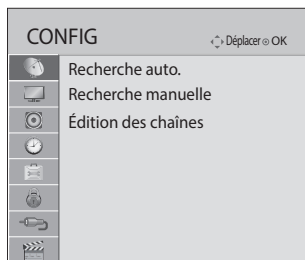 CONFIG
Déplacer OK
Recherche auto.
Recherche manuelle
Édition des chaînes